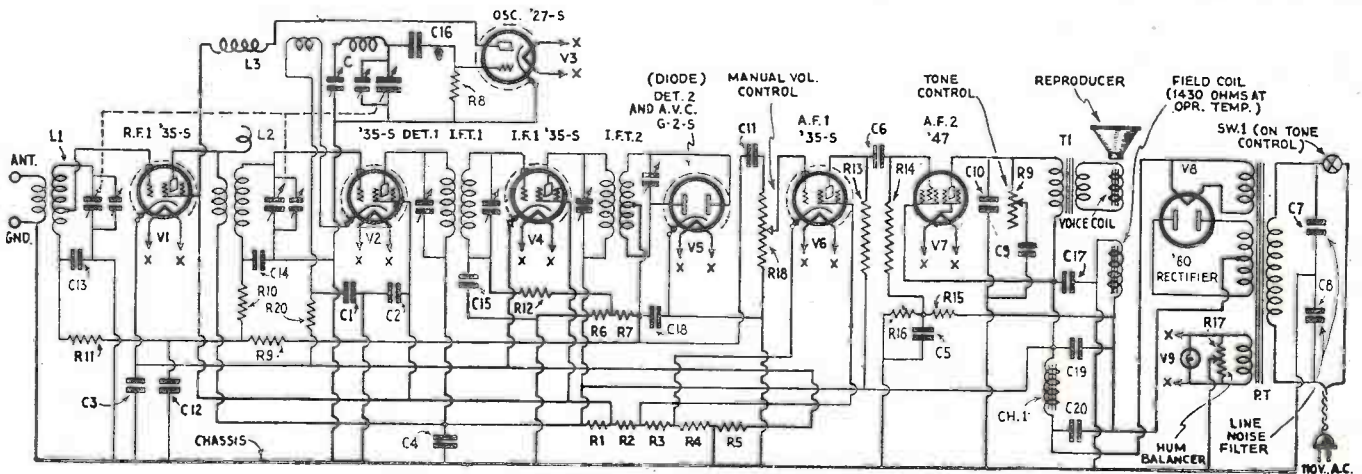 OSC. '27-S
C16
L3
C
X
V3
X
R8
(DIODE)
DET. 2
AND A.V.C.
G-2-S
MANUAL VOL.
CONTROL
TONE
CONTROL
REPRODUCER
FIELD COIL
(1430 OHMS AT
OPR. TEMP.)
SW.1 (ON TONE
CONTROL)
L1
R.F.1 '35-S
L2
'35-S DET.1
I.F.T.1
I.F.1 '35-S
I.F.T.2
C11
A.F.1
'35-S
C6
A.F.2
'47
T1
ANT.
GND.
V1
X X
V2
X X
V4
X X
V5
X X
R18
V6
X X
R13
R14
V7
X X
C10
R9
C9
VOICE COIL
V8
'80
RECTIFIER
C7
C8
C13
C14
R10
R20
C1
C2
C15
R12
R6
R7
C18
R16
R15
C5
C17
R11
R9
C3
C12
C4
CHASSIS
R1
R2
R3
R4
R5
CH.1
C19
C20
X
V9
X
R17
P.T
HUM
BALANCER
LINE
NOISE
FILTER
110V. A.C.